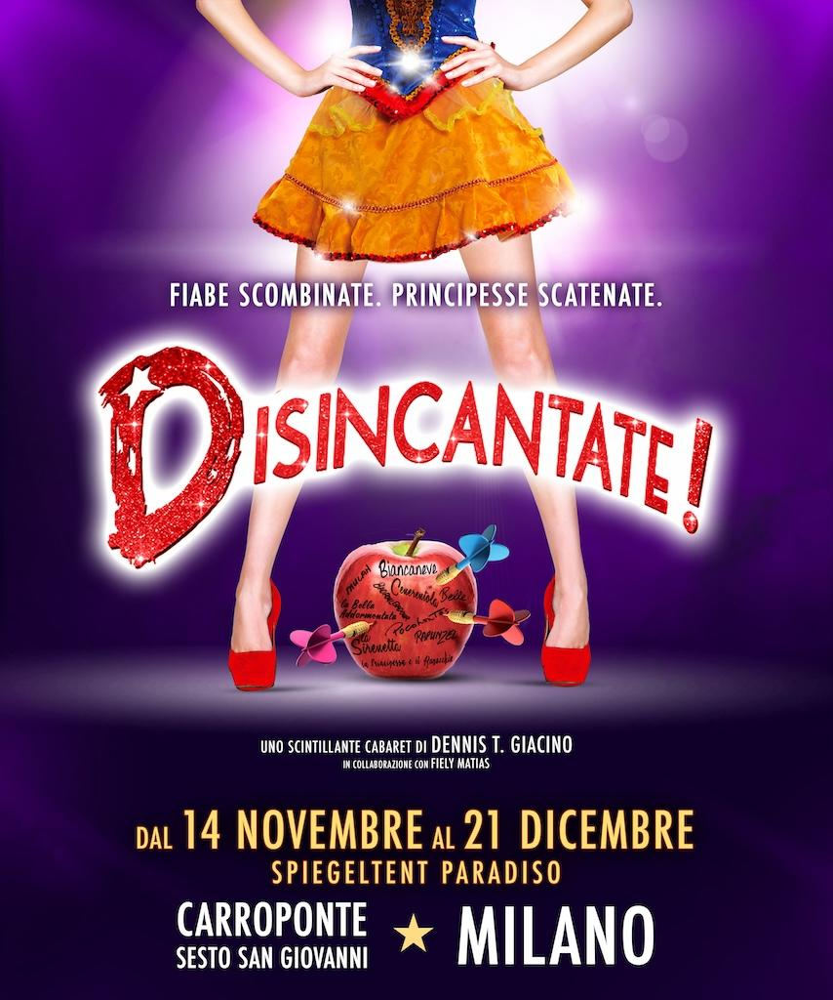 FIABE SCOMBINATE. PRINCIPESSE SCATENATE.
DISINCANTATE!
MULAN
Biancaneve
Cenerentola
Belle
la Bella
Addormentata
Pocahontas
RAPUNZEL
la
Sirenetta
la Principessa e il Ranocchio
UNO SCINTILLANTE CABARET DI DENNIS T. GIACINO
IN COLLABORAZIONE CON FIELY MATIAS
DAL 14 NOVEMBRE AL 21 DICEMBRE
SPIEGELTENT PARADISO
CARROPONTE
SESTO SAN GIOVANNI
MILANO